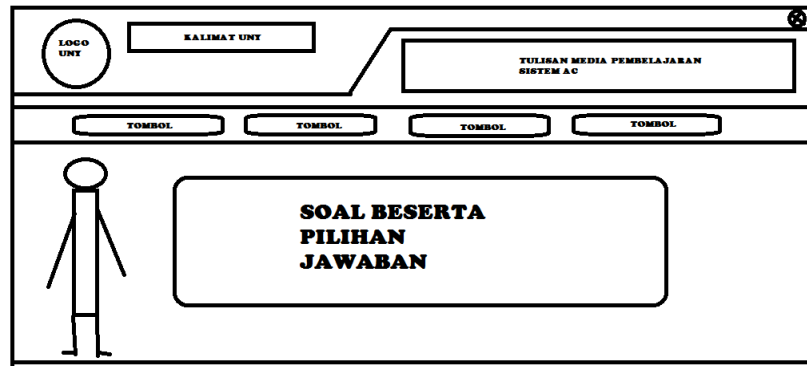 LOGO
UNY
KALIMAT UNY
TULISAN MEDIA PEMBELAJARAN
SISTEM AC
TOMBOL
TOMBOL
TOMBOL
TOMBOL
SOAL BESERTA
PILIHAN
JAWABAN